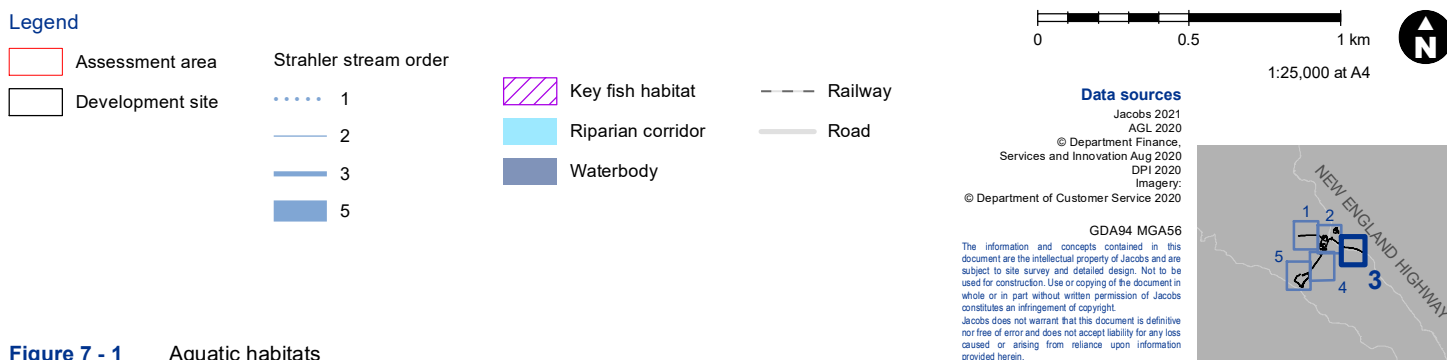 Legend
Assessment area
Development site
Strahler stream order
1
2
3
5
Key fish habitat
Riparian corridor
Waterbody
Railway
Road
0 0.5 1 km
N
1:25,000 at A4
Data sources
Jacobs 2021
AGL 2020
© Department Finance,
Services and Innovation Aug 2020
DPI 2020
Imagery:
© Department of Customer Service 2020
GDA94 MGA56
The information and concepts contained in this
document are the intellectual property of Jacobs and are
subject to site survey and detailed design. Not to be
used for construction. Use or copying of the document in
whole or in part without written permission of Jacobs
constitutes an infringement of copyright.
Jacobs does not warrant that this document is definitive
nor free of error and does not accept liability for any loss
caused or arising from reliance upon information
provided herein.
NEW ENGLAND HIGHWAY
1
2
5
4
3
Figure 7 - 1 Aquatic habitats